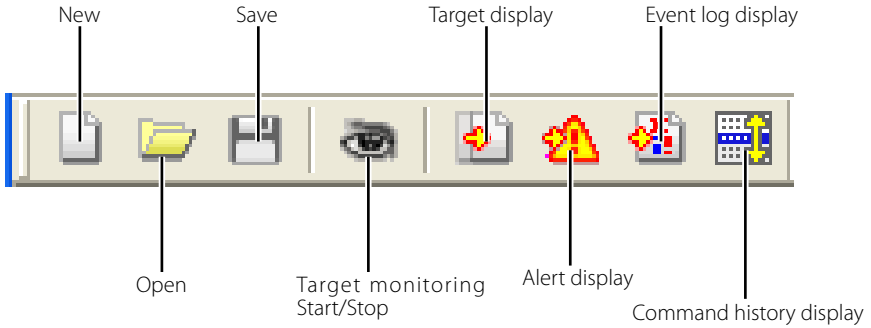 New
Save
Target display
Event log display
Open
Target monitoring
Start/Stop
Alert display
Command history display